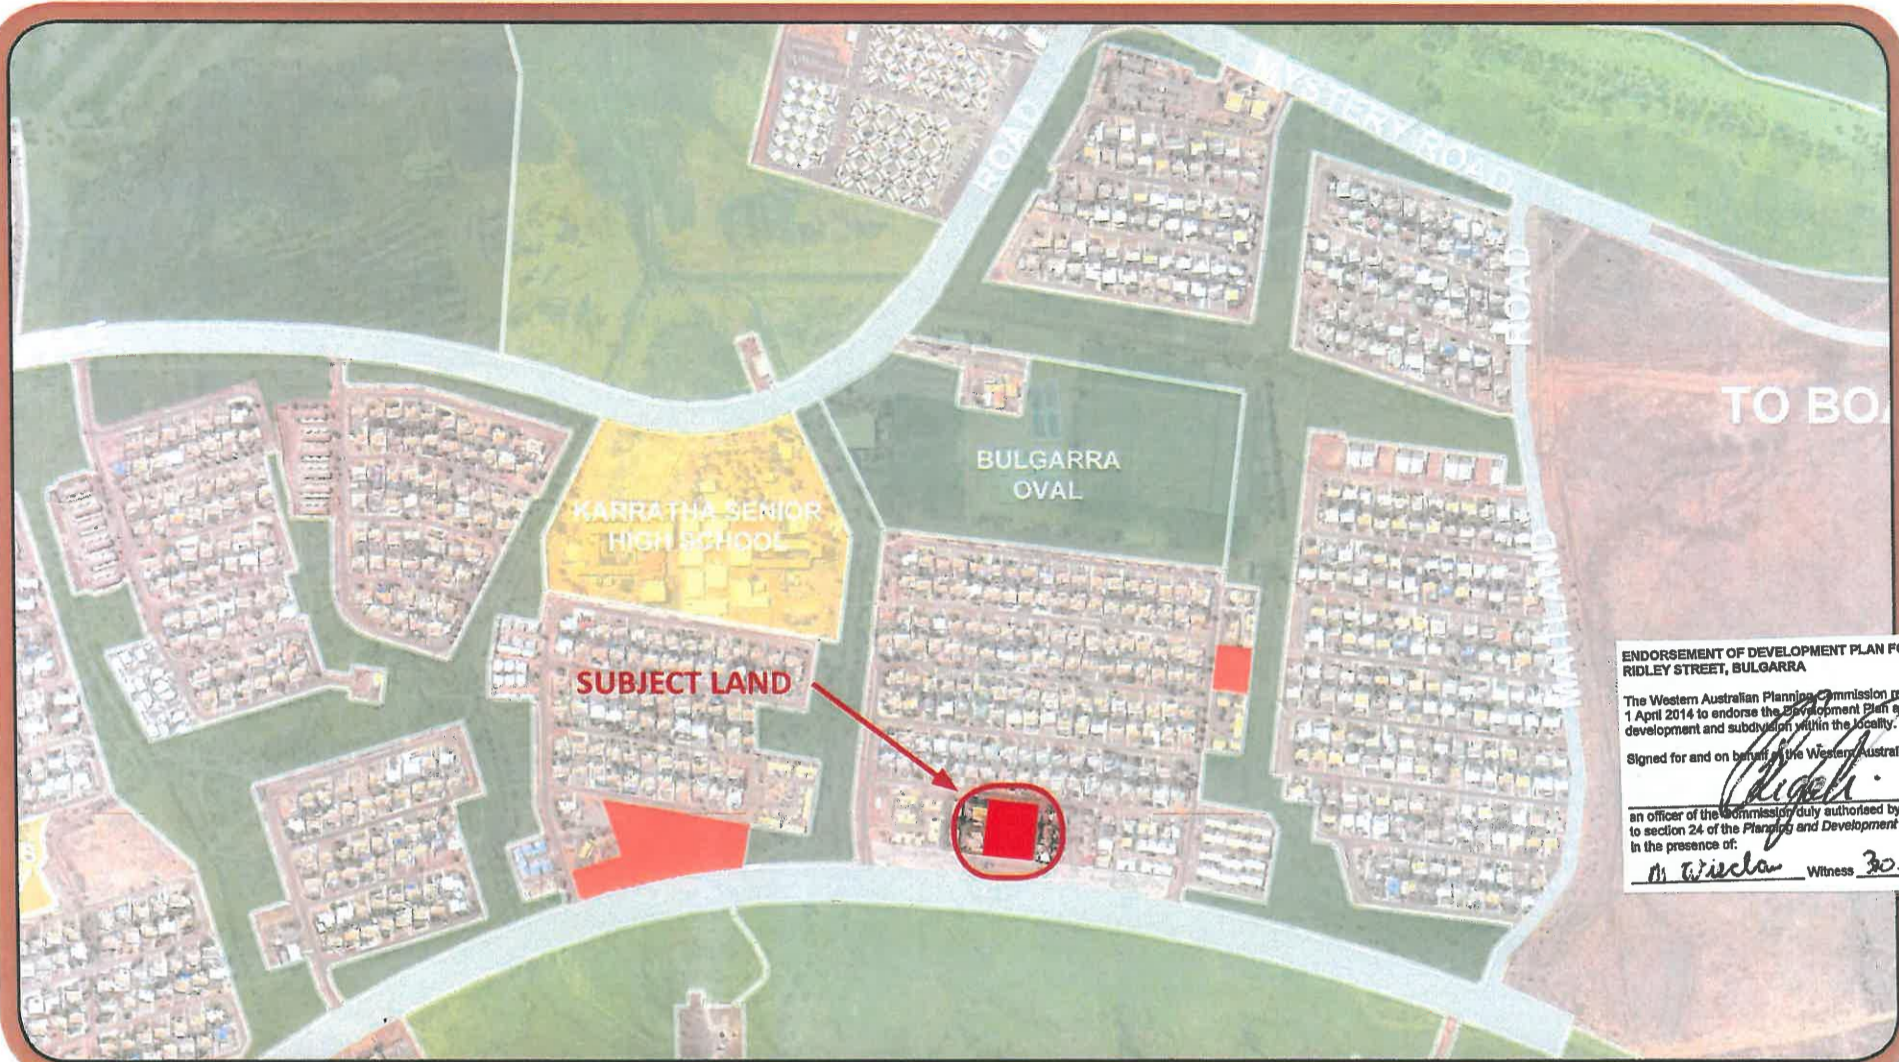 MYSTERY ROAD
ROAD
ROAD
TO BO
BULGARRA
OVAL
KARRATHA SENIOR
HIGH SCHOOL
SUBJECT LAND
ENDORSEMENT OF DEVELOPMENT PLAN
RIDLEY STREET, BULGARRA
The Western Australian Planning Commission
1 April 2014 to endorse the Development Plan
development and subdivision within the locality.
Signed for and on behalf of the Western
an officer of the Commission duly authorised by
to section 24 of the Planning and Development
in the presence of:
Witness 30